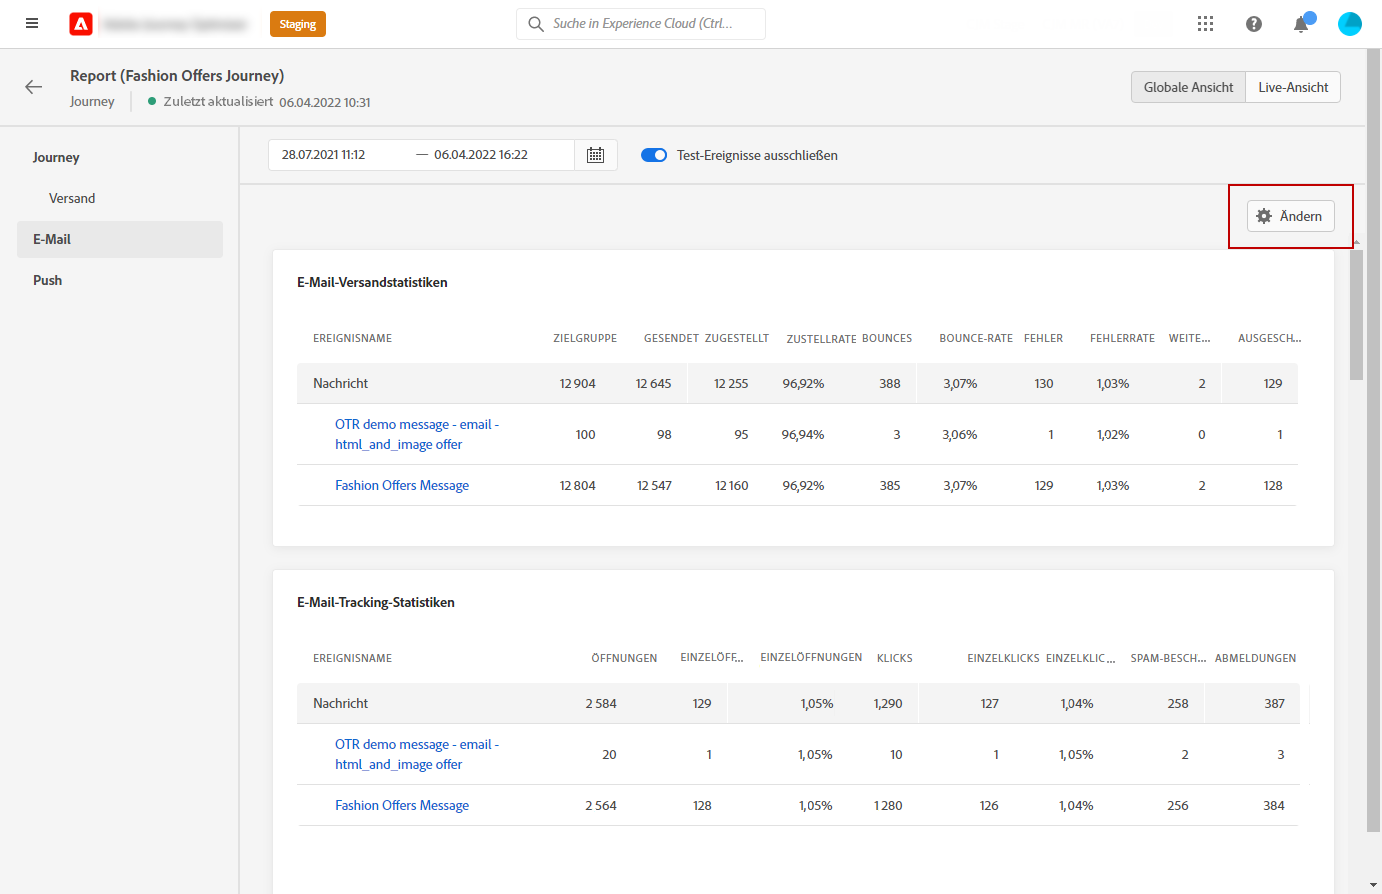 Staging
Suche in Experience Cloud (Ctrl...
Report (Fashion Offers Journey)
Journey
Zuletzt aktualisiert 06.04.2022 10:31
Globale Ansicht
Live-Ansicht
Journey
Versand
E-Mail
Push
28.07.2021 11:12 — 06.04.2022 16:22
Test-Ereignisse ausschließen
Ändern
E-Mail-Versandstatistiken
EREIGNISNAME ZIELGRUPPE GESENDET ZUGESTELLT ZUSTELLRATE BOUNCES BOUNCE-RATE FEHLER FEHLERRATE WEITE... AUSGESCH...
Nachricht 12 904 12 645 12 255 96,92% 388 3,07% 130 1,03% 2 129
OTR demo message - email -
html_and_image offer 100 98 95 96,94% 3 3,06% 1 1,02% 0 1
Fashion Offers Message 12 804 12 547 12 160 96,92% 385 3,07% 129 1,03% 2 128
E-Mail-Tracking-Statistiken
EREIGNISNAME ÖFFNUNGEN EINZELÖFF... EINZELÖFFNUNGEN KLICKS EINZELKLICKS EINZELKLIC... SPAM-BESCH... ABMELDUNGEN
Nachricht 2 584 129 1,05% 1,290 127 1,04% 258 387
OTR demo message - email -
html_and_image offer 20 1 1,05% 10 1 1,05% 2 3
Fashion Offers Message 2 564 128 1,05% 1 280 126 1,04% 256 384